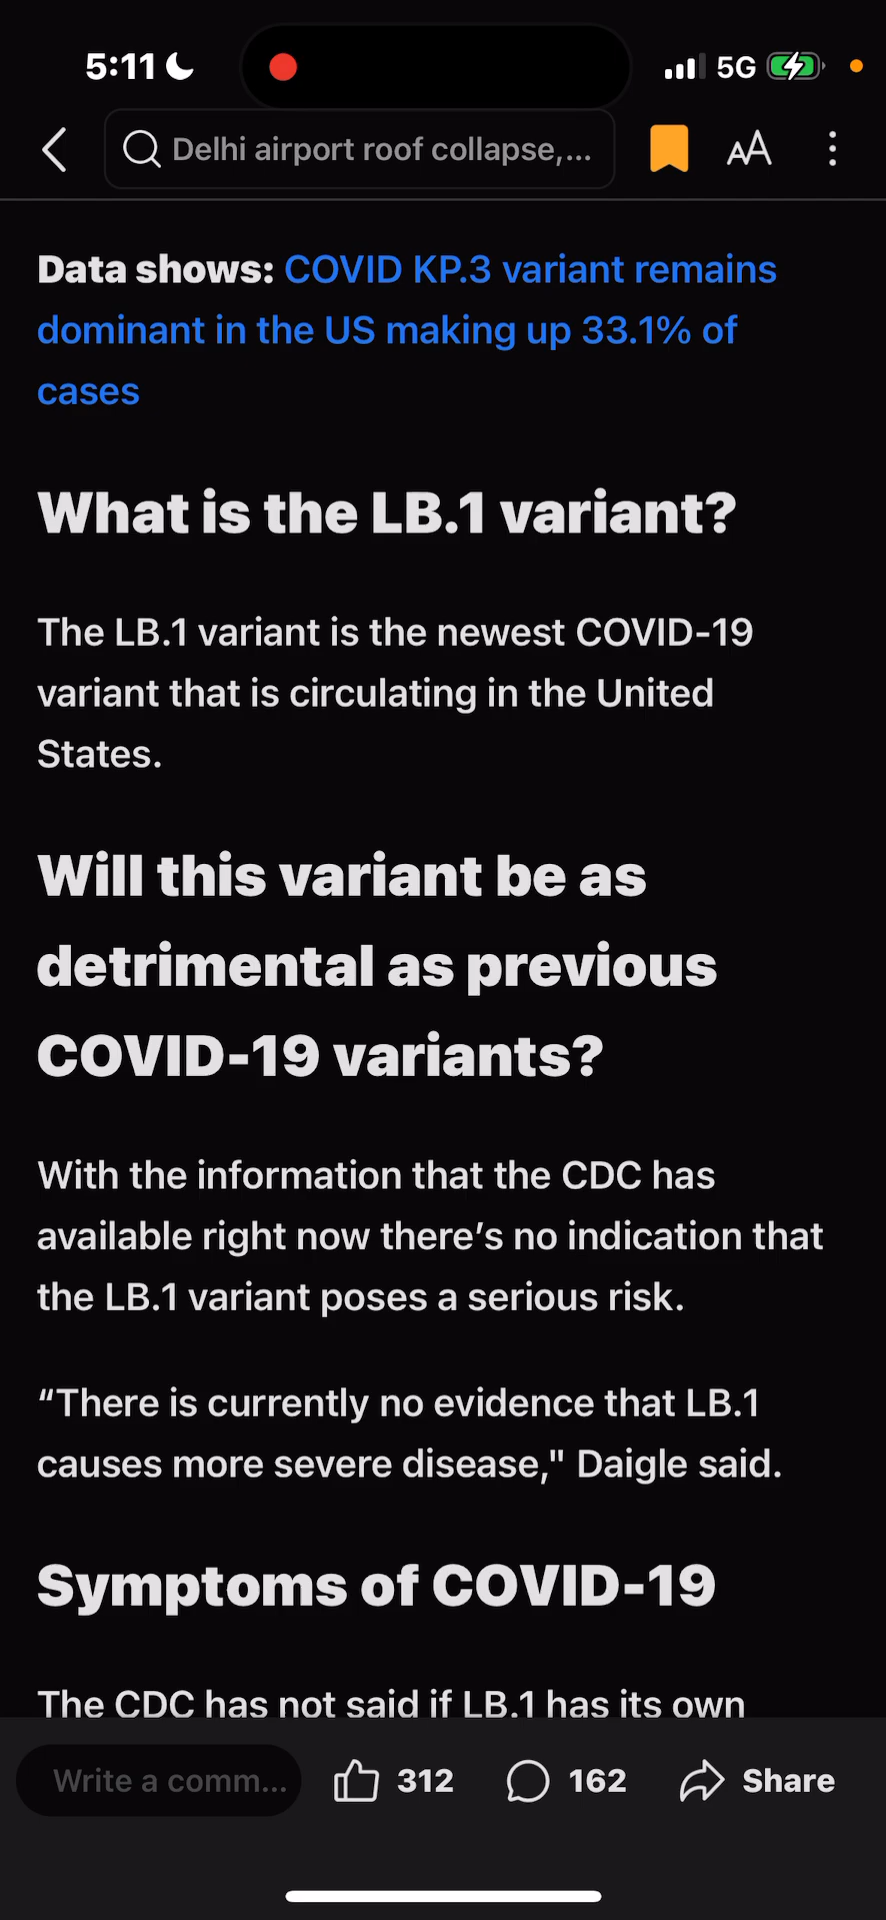 5:11
5G
Delhi airport roof collapse,...
Data shows: COVID KP.3 variant remains
dominant in the US making up 33.1% of
cases
What is the LB.1 variant?
The LB.1 variant is the newest COVID-19
variant that is circulating in the United
States.
Will this variant be as
detrimental as previous
COVID-19 variants?
With the information that the CDC has
available right now there’s no indication that
the LB.1 variant poses a serious risk.
“There is currently no evidence that LB.1
causes more severe disease," Daigle said.
Symptoms of COVID-19
The CDC has not said if LB.1 has its own
Write a comm...
312
162
Share